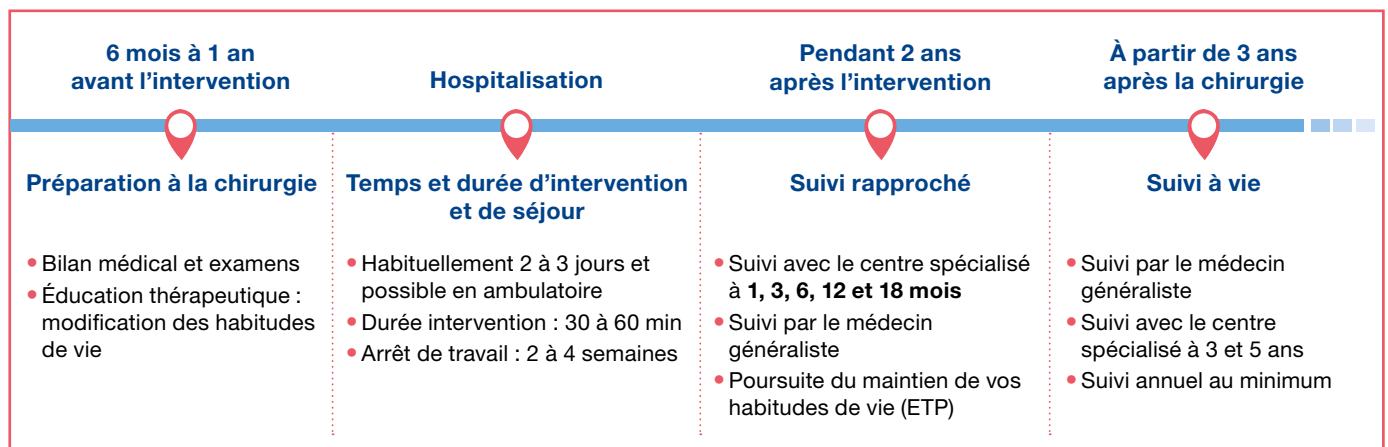 6 mois à 1 an
avant l’intervention
Hospitalisation
Pendant 2 ans
après l’intervention
À partir de 3 ans
après la chirurgie
Préparation à la chirurgie
• Bilan médical et examens
• Éducation thérapeutique :
modification des habitudes
de vie
Temps et durée d’intervention
et de séjour
• Habituellement 2 à 3 jours et
possible en ambulatoire
• Durée intervention : 30 à 60 min
• Arrêt de travail : 2 à 4 semaines
Suivi rapproché
• Suivi avec le centre spécialisé
à 1, 3, 6, 12 et 18 mois
• Suivi par le médecin
généraliste
• Poursuite du maintien de vos
habitudes de vie (ETP)
Suivi à vie
• Suivi par le médecin
généraliste
• Suivi avec le centre
spécialisé à 3 et 5 ans
• Suivi annuel au minimum